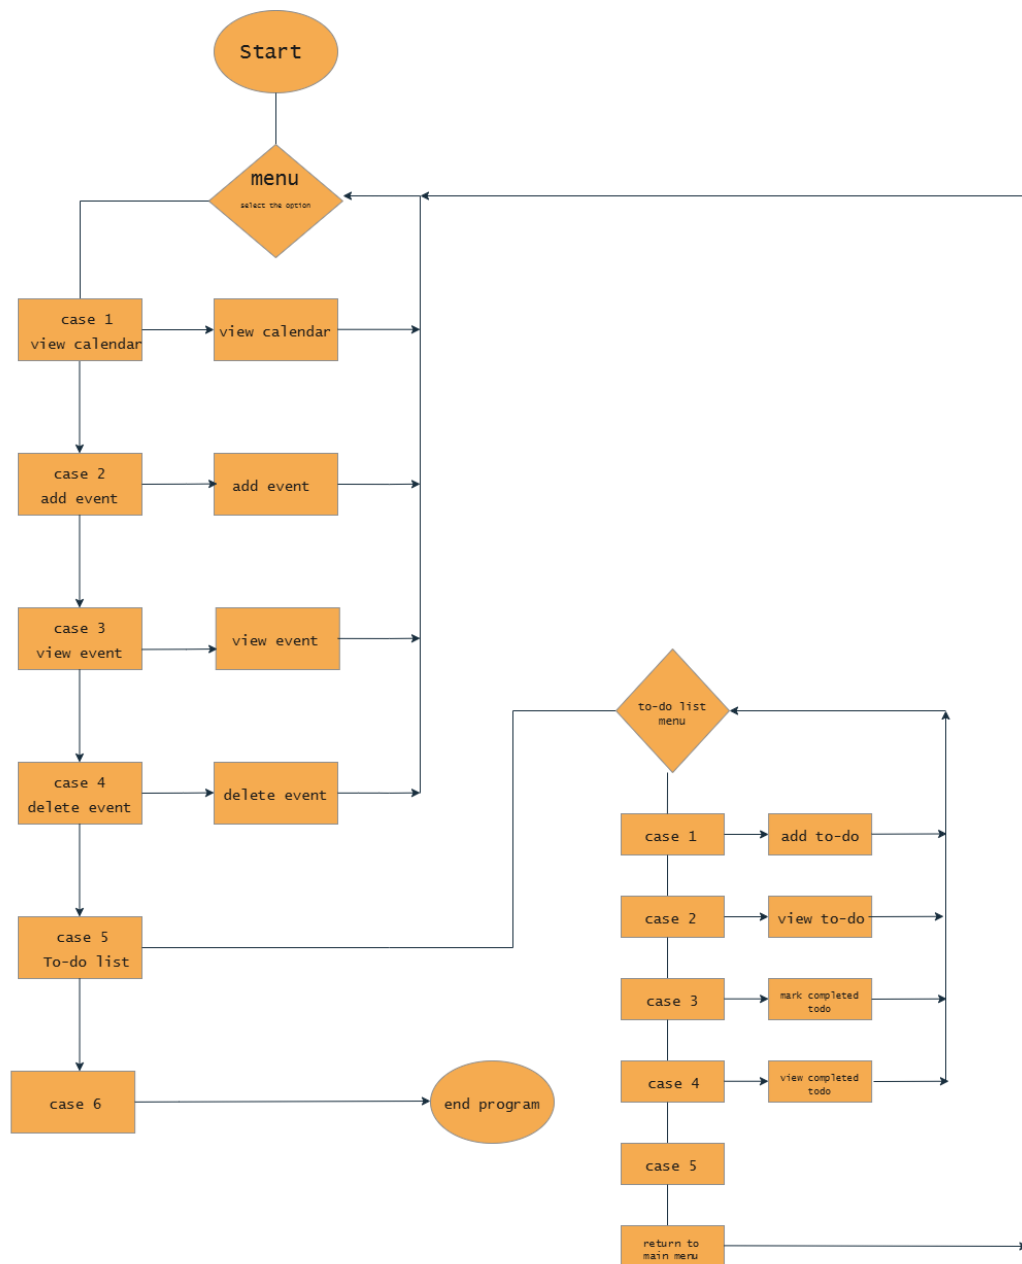 Start
menu
select the option
case 1
view calendar
view calendar
case 2
add event
add event
case 3
view event
view event
case 4
delete event
delete event
case 5
To-do list
case 6
end program
to-do list
menu
case 1
add to-do
case 2
view to-do
case 3
mark completed
todo
case 4
view completed
todo
case 5
return to
main menu